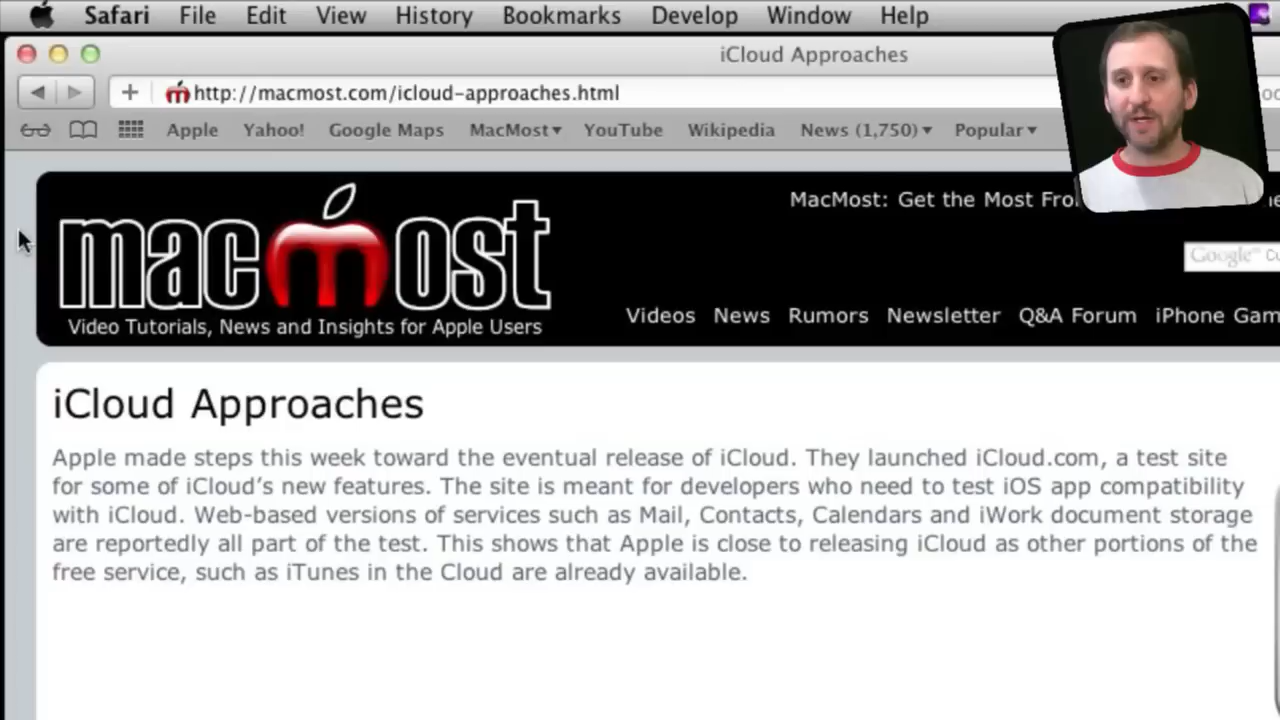 Safari File Edit View History Bookmarks Develop Window Help
iCloud Approaches
http://macmost.com/icloud-approaches.html
Apple Yahoo! Google Maps MacMost YouTube Wikipedia News (1,750) Popular
MacMost: Get the Most
macmost
Google™
Video Tutorials, News and Insights for Apple Users
Videos News Rumors Newsletter Q&A Forum iPhone
iCloud Approaches
Apple made steps this week toward the eventual release of iCloud. They launched iCloud.com, a test site
for some of iCloud’s new features. The site is meant for developers who need to test iOS app compatibility
with iCloud. Web-based versions of services such as Mail, Contacts, Calendars and iWork document storage
are reportedly all part of the test. This shows that Apple is close to releasing iCloud as other portions of the
free service, such as iTunes in the Cloud are already available.